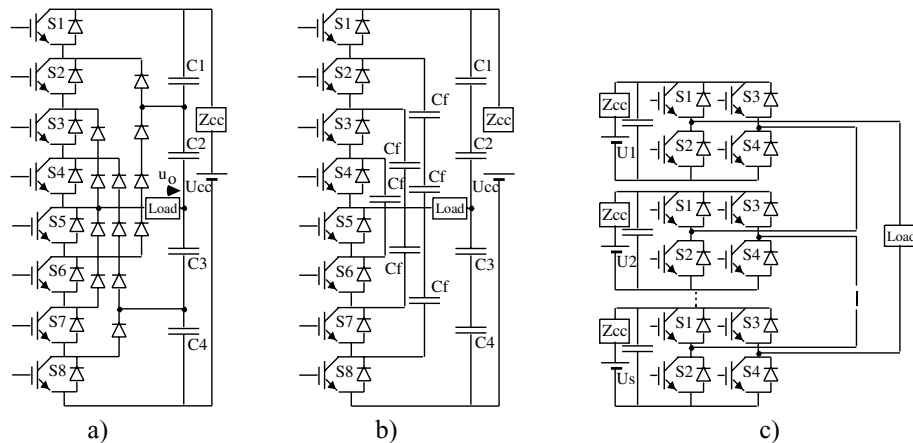 S1
S2
S3
S4
S5
S6
S7
S8
C1
C2
C3
C4
Zcc
Ucc
uo
Load
a)
S1
S2
S3
S4
S5
S6
S7
S8
Cf
Cf
Cf
Cf
Cf
Cf
C1
C2
C3
C4
Zcc
Ucc
Load
b)
Zcc
U1
S1
S3
S2
S4
Zcc
U2
S1
S3
S2
S4
Zcc
Us
S1
S3
S2
S4
Load
c)